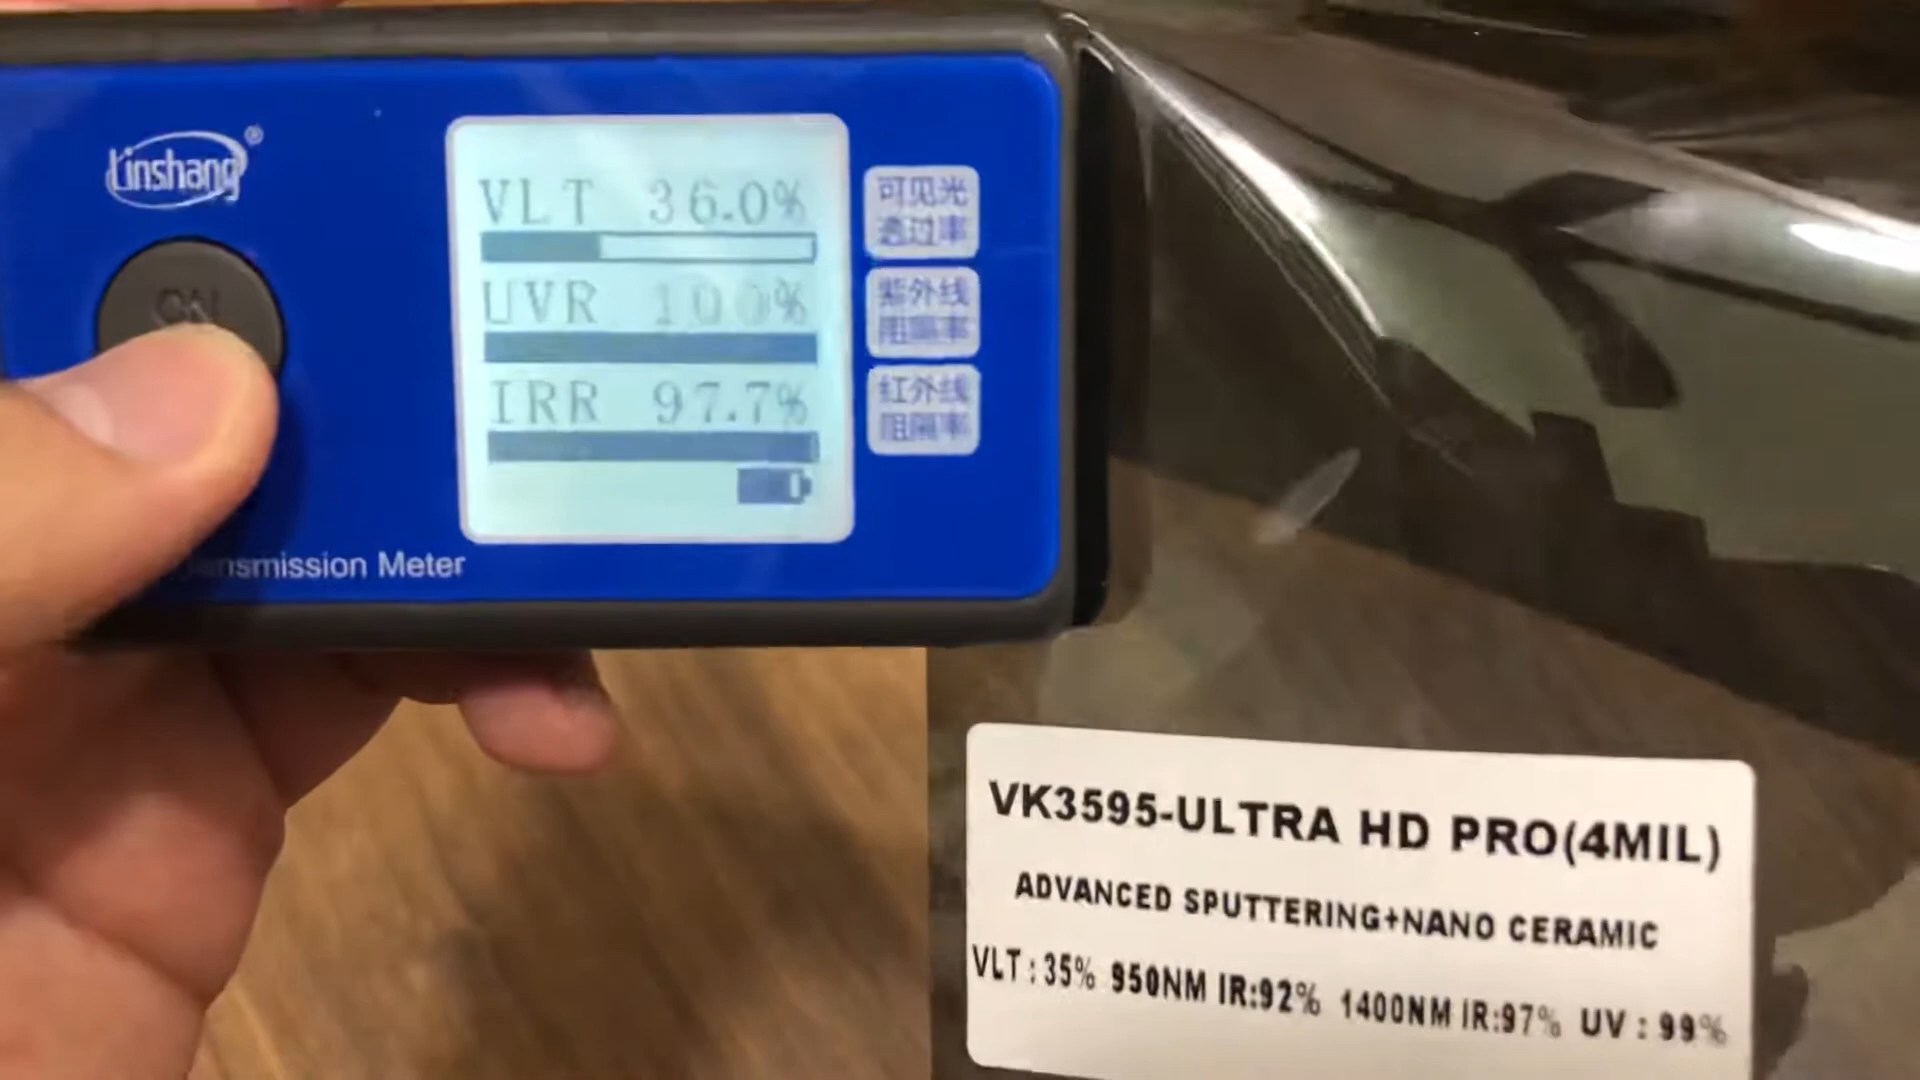 Linshang®
ON
VLT 36.0%
UVR 100%
IRR 97.7%
可见光
透过率
紫外线
阻隔率
红外线
阻隔率
Meter
VK3595-ULTRA HD PRO(4MIL)
ADVANCED SPUTTERING+NANO CERAMIC
VLT : 35% 950NM IR:92% 1400NM IR:97% UV : 99%